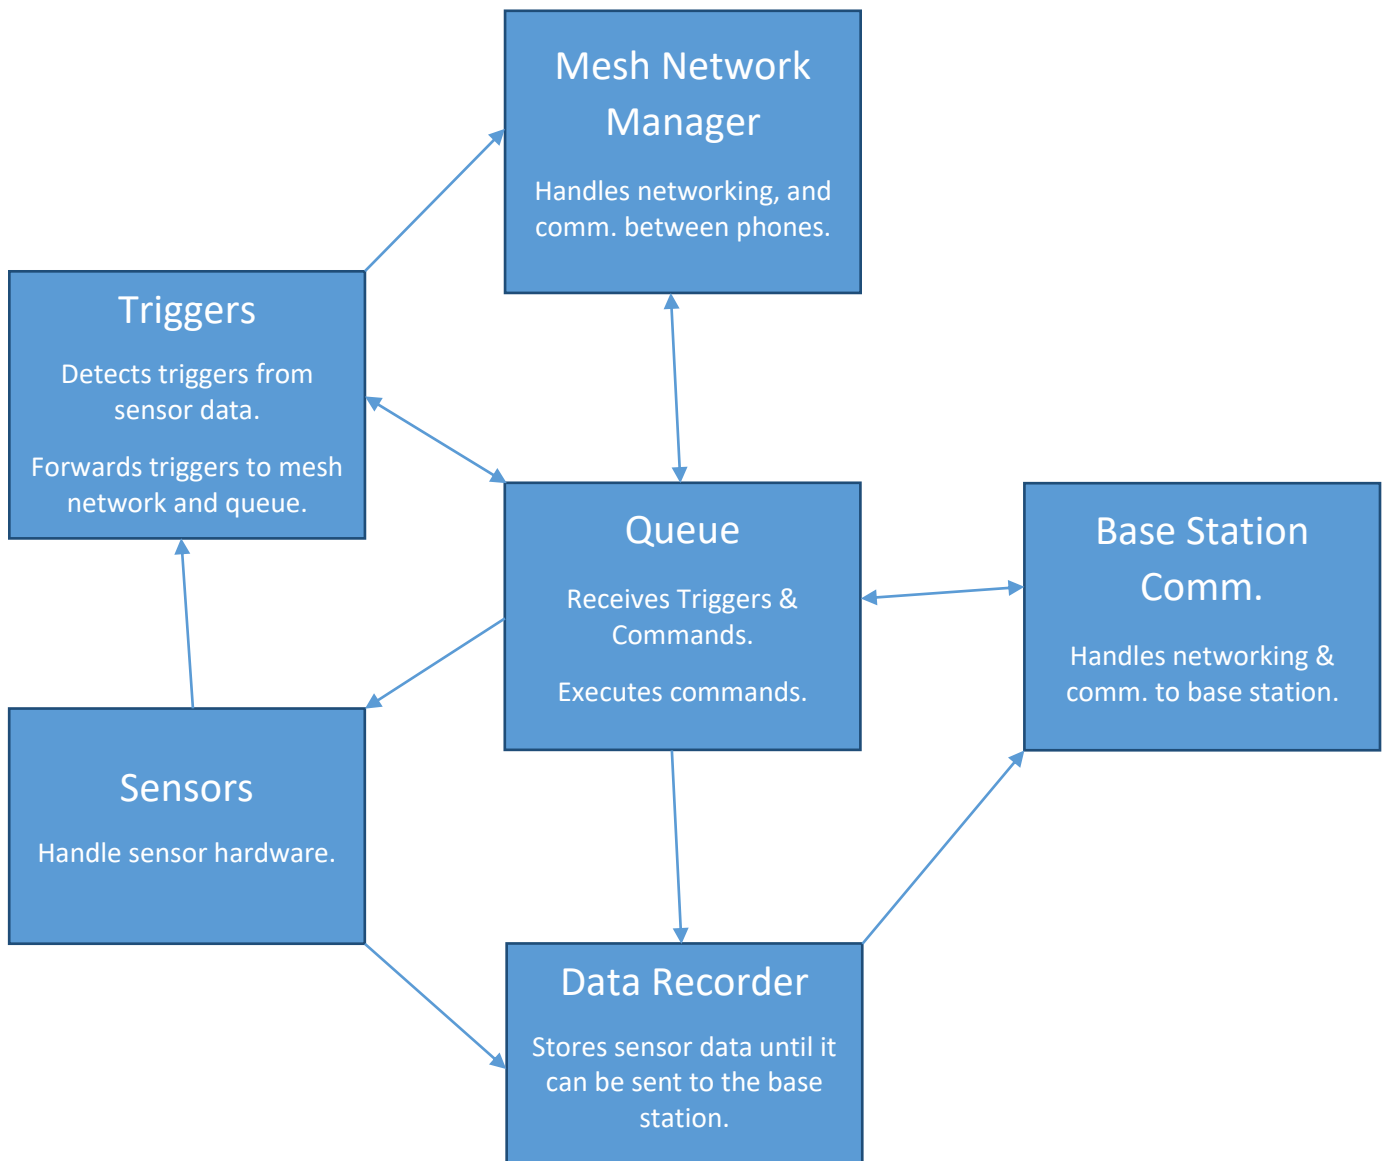 Mesh Network
Manager
Handles networking, and
comm. between phones.
Triggers
Detects triggers from
sensor data.
Forwards triggers to mesh
network and queue.
Queue
Receives Triggers &
Commands.
Executes commands.
Base Station
Comm.
Handles networking &
comm. to base station.
Sensors
Handle sensor hardware.
Data Recorder
Stores sensor data until it
can be sent to the base
station.